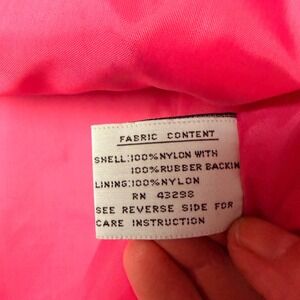 FABRIC CONTENT
SHELL:100%NYLON WITH
100%RUBBER BACKIN
LINING:100%NYLON
RN 43298
SEE REVERSE SIDE FOR
CARE INSTRUCTION